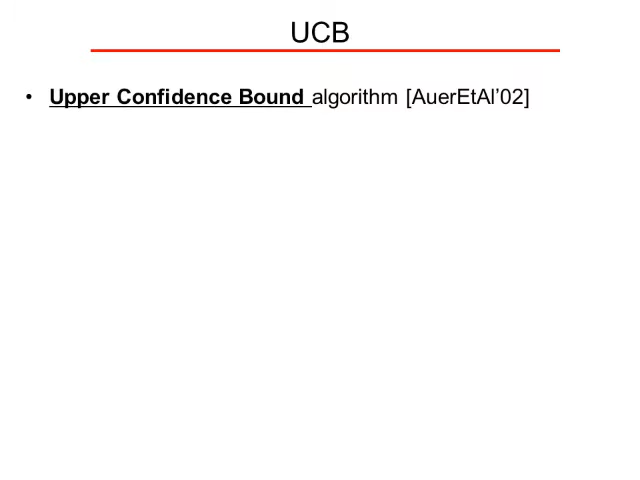 UCB
• Upper Confidence Bound algorithm [AuerEtAl’02]